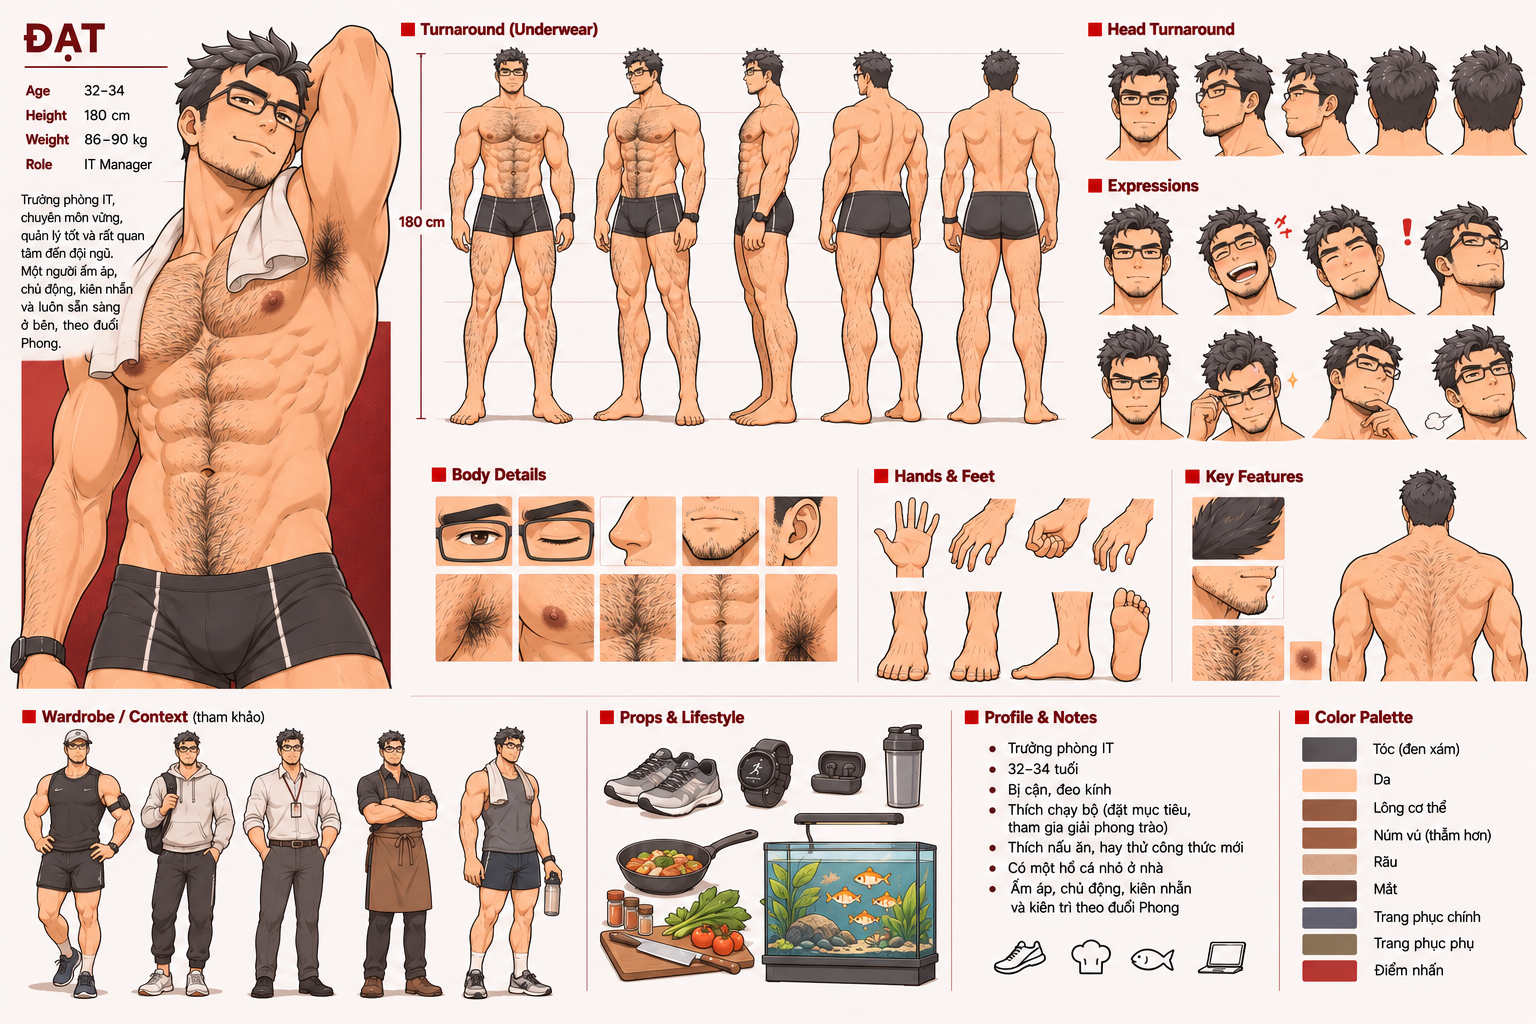 ĐẠT
Age 32–34
Height 180 cm
Weight 86–90 kg
Role IT Manager
Trưởng phòng IT,
chuyên môn vững,
quản lý tốt và rất quan
tâm đến đội ngũ.
Một người ấm áp,
chủ động, kiên nhẫn
và luôn sẵn sàng
ở bên, theo đuổi
Phong.
Turnaround (Underwear)
180 cm
Head Turnaround
Expressions
!
Body Details
Hands & Feet
Key Features
Wardrobe / Context (tham khảo)
Props & Lifestyle
Profile & Notes
• Trưởng phòng IT
• 32–34 tuổi
• Bị cận, đeo kính
• Thích chạy bộ (đặt mục tiêu,
tham gia giải phong trào)
• Thích nấu ăn, hay thử công thức mới
• Có một hồ cá nhỏ ở nhà
• Ấm áp, chủ động, kiên nhẫn
và kiên trì theo đuổi Phong
Color Palette
Tóc (đen xám)
Da
Lông cơ thể
Núm vú (thẫm hơn)
Râu
Mắt
Trang phục chính
Trang phục phụ
Điểm nhấn